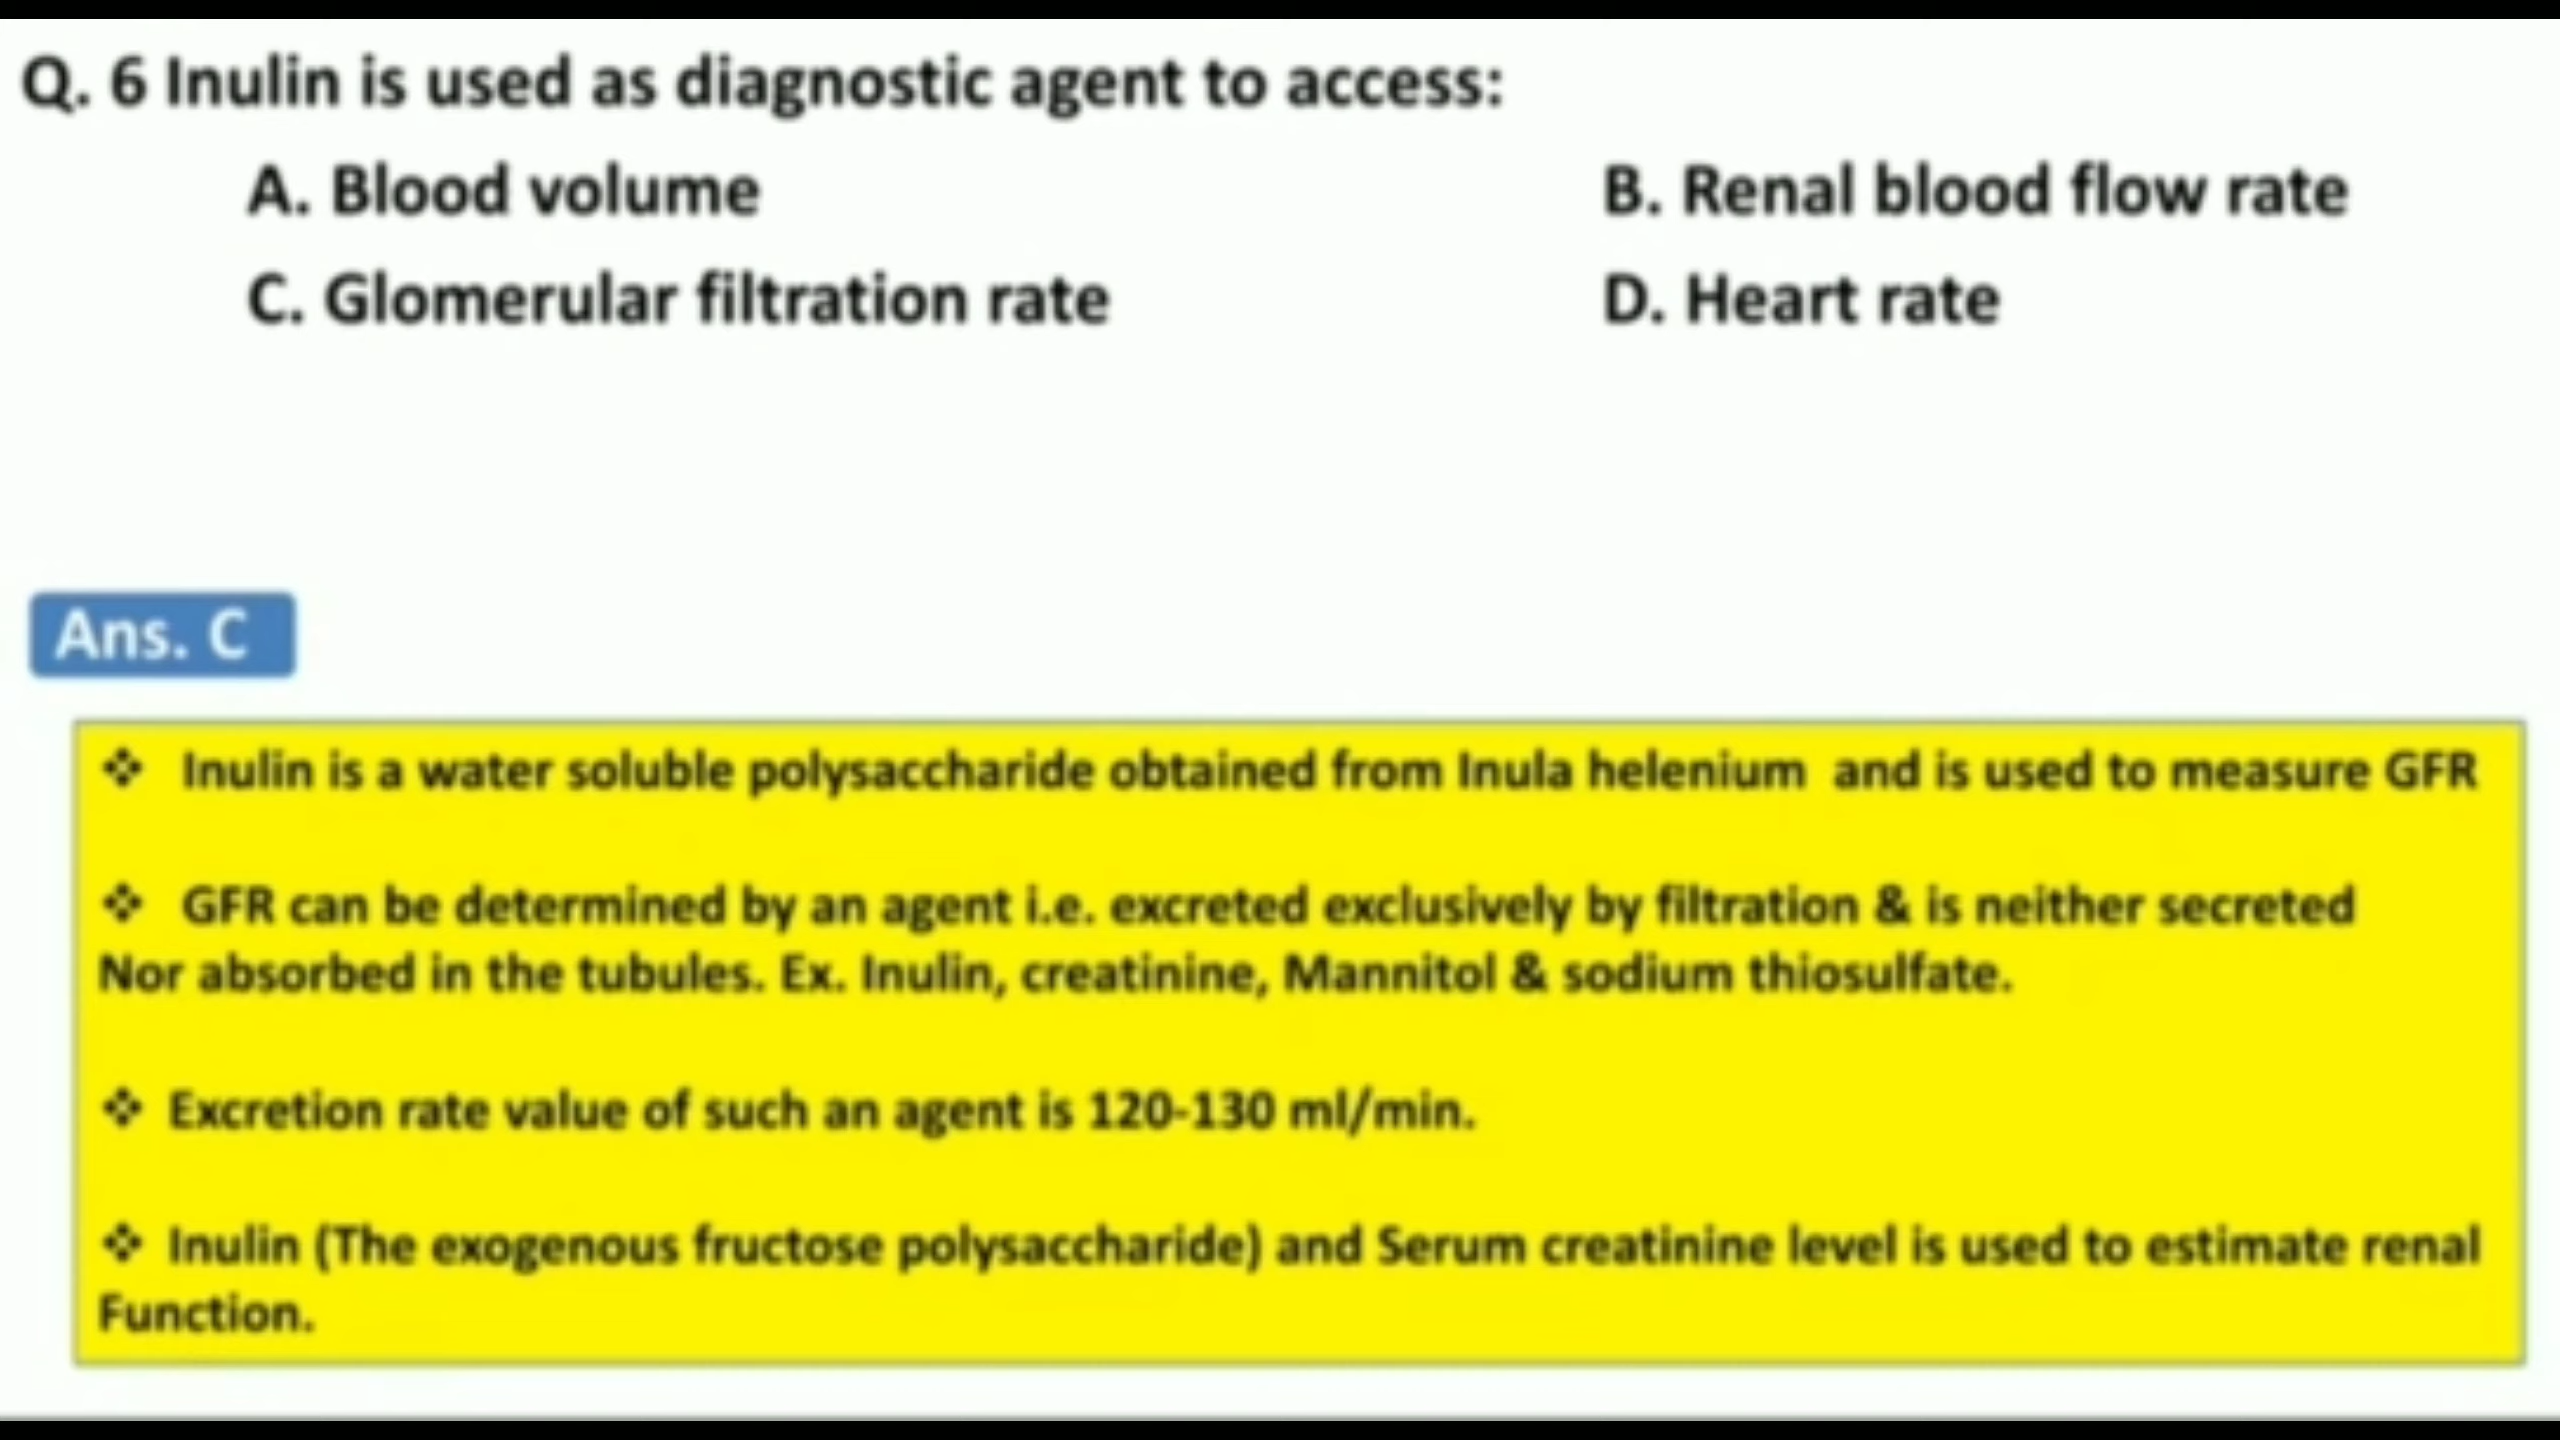 Q. 6 Inulin is used as diagnostic agent to access:
A. Blood volume
B. Renal blood flow rate
C. Glomerular filtration rate
D. Heart rate
Ans. C
❖ Inulin is a water soluble polysaccharide obtained from Inula helenium and is used to measure GFR
❖ GFR can be determined by an agent i.e. excreted exclusively by filtration & is neither secreted
Nor absorbed in the tubules. Ex. Inulin, creatinine, Mannitol & sodium thiosulfate.
❖ Excretion rate value of such an agent is 120-130 ml/min.
❖ Inulin (The exogenous fructose polysaccharide) and Serum creatinine level is used to estimate renal
Function.